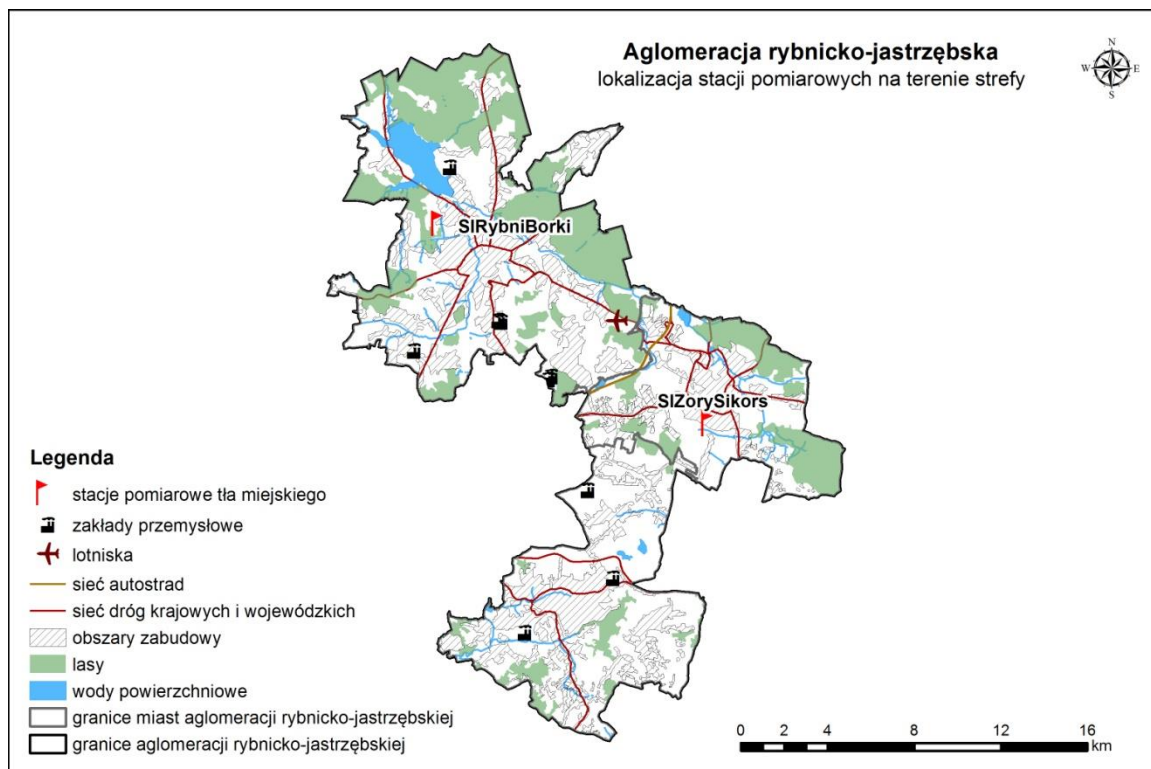 Aglomeracja rybnicko-jastrzębska
lokalizacja stacji pomiarowych na terenie strefy
N
W E
S
SlRybniBorki
SlZorySikors
Legenda
stacje pomiarowe tła miejskiego
zakłady przemysłowe
lotniska
sieć autostrad
sieć dróg krajowych i wojewódzkich
obszary zabudowy
lasy
wody powierzchniowe
granice miast aglomeracji rybnicko-jastrzębskiej
granice aglomeracji rybnicko-jastrzębskiej
0 2 4 8 12 16
km